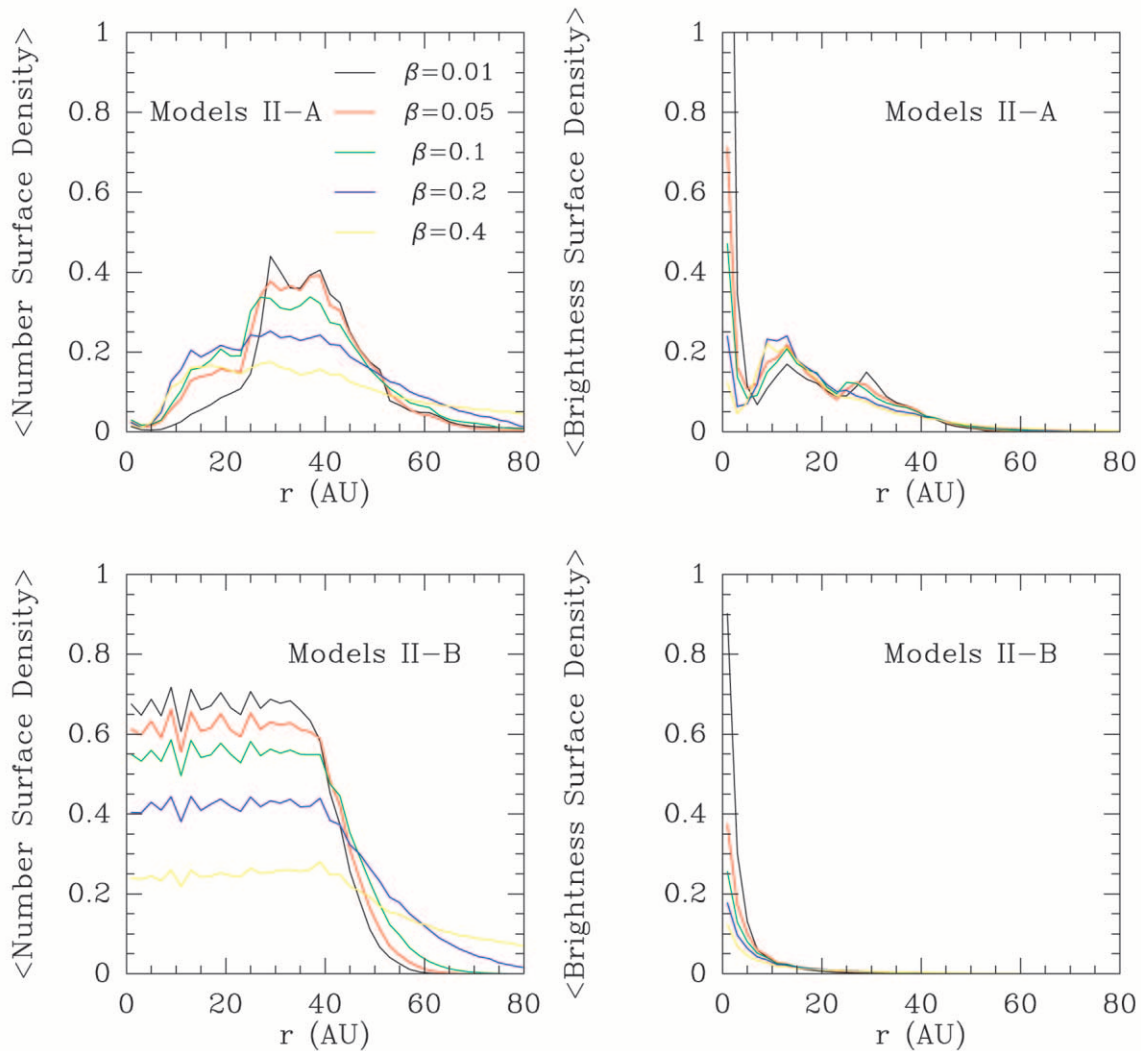 <Number Surface Density>
1
0.8
0.6
0.4
0.2
0
Models II-A
β=0.01
β=0.05
β=0.1
β=0.2
β=0.4
0 20 40 60 80
r (AU)
<Brightness Surface Density>
1
0.8
0.6
0.4
0.2
0
Models II-A
0 20 40 60 80
r (AU)
<Number Surface Density>
1
0.8
0.6
0.4
0.2
0
Models II-B
0 20 40 60 80
r (AU)
<Brightness Surface Density>
1
0.8
0.6
0.4
0.2
0
Models II-B
0 20 40 60 80
r (AU)